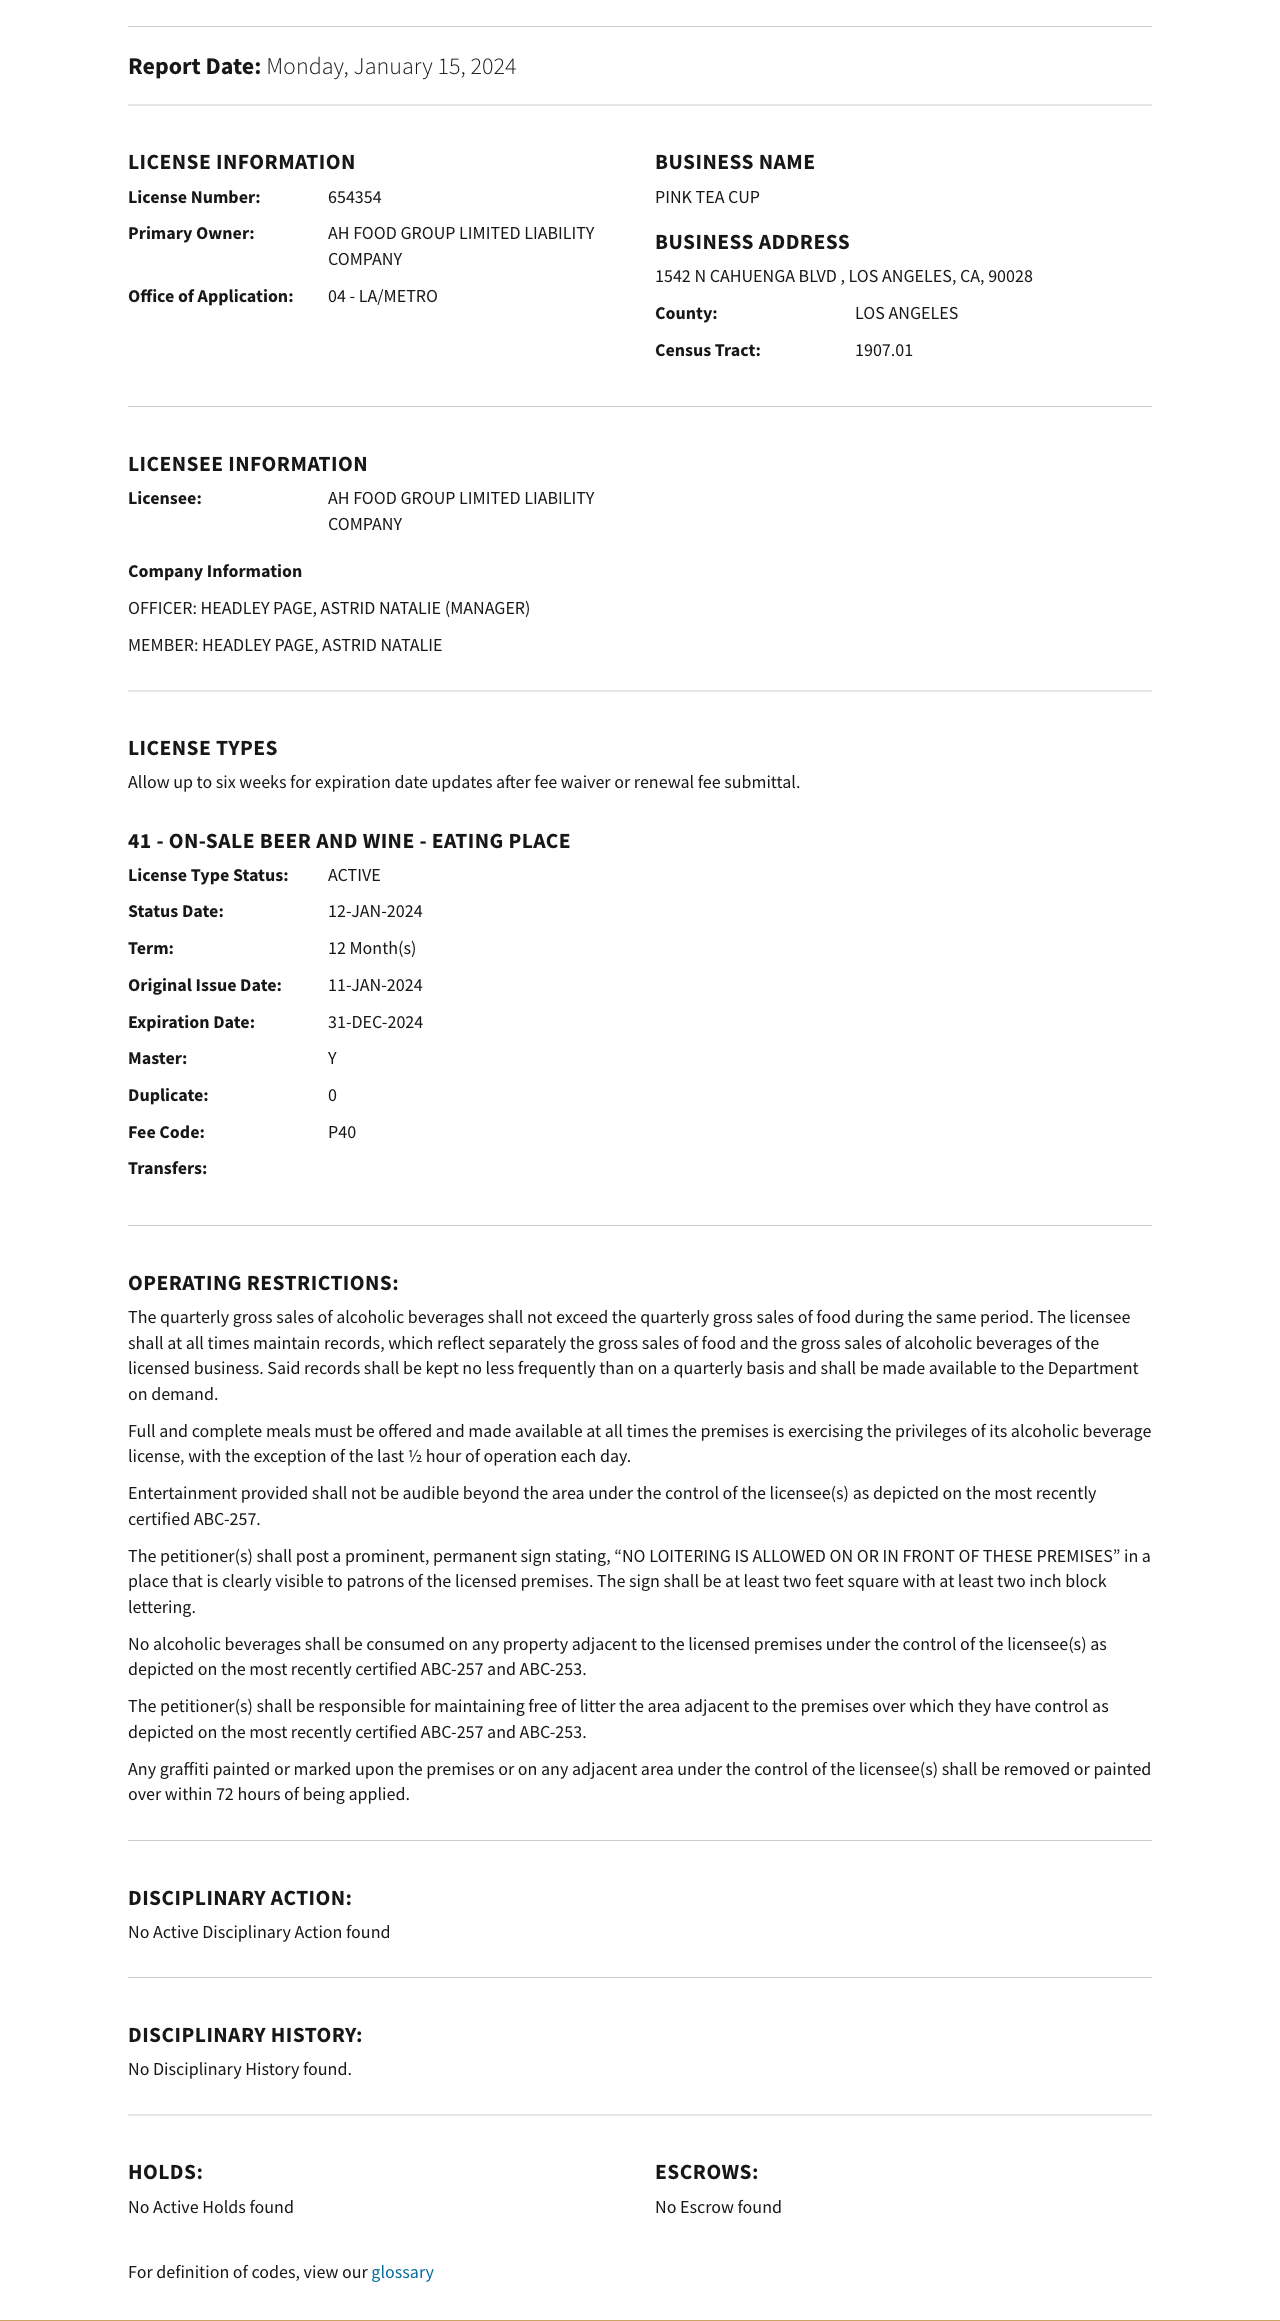 Report Date: Monday, January 15, 2024
LICENSE INFORMATION
License Number: 654354
Primary Owner: AH FOOD GROUP LIMITED LIABILITY
COMPANY
Office of Application: 04 - LA/METRO
BUSINESS NAME
PINK TEA CUP
BUSINESS ADDRESS
1542 N CAHUENGA BLVD , LOS ANGELES, CA, 90028
County: LOS ANGELES
Census Tract: 1907.01
LICENSEE INFORMATION
Licensee: AH FOOD GROUP LIMITED LIABILITY
COMPANY
Company Information
OFFICER: HEADLEY PAGE, ASTRID NATALIE (MANAGER)
MEMBER: HEADLEY PAGE, ASTRID NATALIE
LICENSE TYPES
Allow up to six weeks for expiration date updates after fee waiver or renewal fee submittal.
41 - ON-SALE BEER AND WINE - EATING PLACE
License Type Status: ACTIVE
Status Date: 12-JAN-2024
Term: 12 Month(s)
Original Issue Date: 11-JAN-2024
Expiration Date: 31-DEC-2024
Master: Y
Duplicate: 0
Fee Code: P40
Transfers:
OPERATING RESTRICTIONS:
The quarterly gross sales of alcoholic beverages shall not exceed the quarterly gross sales of food during the same period. The licensee
shall at all times maintain records, which reflect separately the gross sales of food and the gross sales of alcoholic beverages of the
licensed business. Said records shall be kept no less frequently than on a quarterly basis and shall be made available to the Department
on demand.
Full and complete meals must be offered and made available at all times the premises is exercising the privileges of its alcoholic beverage
license, with the exception of the last ½ hour of operation each day.
Entertainment provided shall not be audible beyond the area under the control of the licensee(s) as depicted on the most recently
certified ABC-257.
The petitioner(s) shall post a prominent, permanent sign stating, “NO LOITERING IS ALLOWED ON OR IN FRONT OF THESE PREMISES” in a
place that is clearly visible to patrons of the licensed premises. The sign shall be at least two feet square with at least two inch block
lettering.
No alcoholic beverages shall be consumed on any property adjacent to the licensed premises under the control of the licensee(s) as
depicted on the most recently certified ABC-257 and ABC-253.
The petitioner(s) shall be responsible for maintaining free of litter the area adjacent to the premises over which they have control as
depicted on the most recently certified ABC-257 and ABC-253.
Any graffiti painted or marked upon the premises or on any adjacent area under the control of the licensee(s) shall be removed or painted
over within 72 hours of being applied.
DISCIPLINARY ACTION:
No Active Disciplinary Action found
DISCIPLINARY HISTORY:
No Disciplinary History found.
HOLDS:
No Active Holds found
ESCROWS:
No Escrow found
For definition of codes, view our glossary